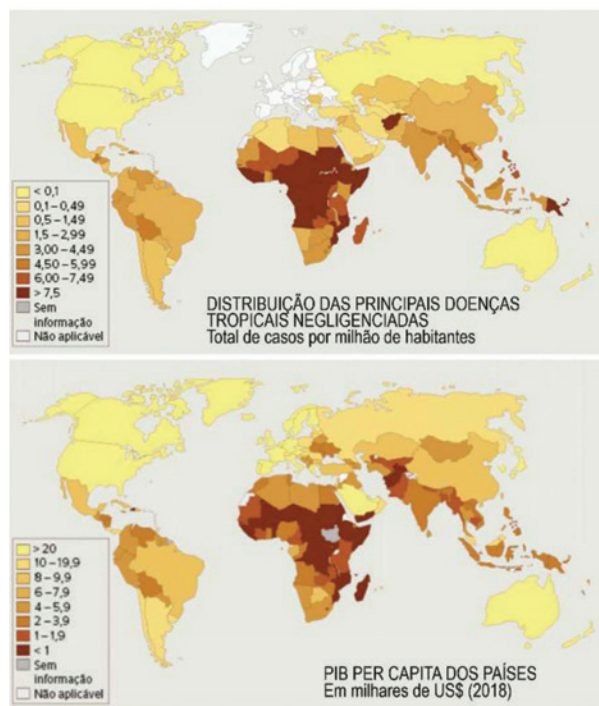 < 0,1
0,1 – 0,49
0,5 – 1,49
1,5 – 2,99
3,00 – 4,49
4,50 – 5,99
6,00 – 7,49
> 7,5
Sem
informação
Não aplicável
DISTRIBUIÇÃO DAS PRINCIPAIS DOENÇAS
TROPICAIS NEGLIGENCIADAS
Total de casos por milhão de habitantes
> 20
10 – 19,9
8 – 9,9
6 – 7,9
4 – 5,9
2 – 3,9
1 – 1,9
< 1
Sem
informação
Não aplicável
PIB PER CAPITA DOS PAÍSES
Em milhares de US$ (2018)